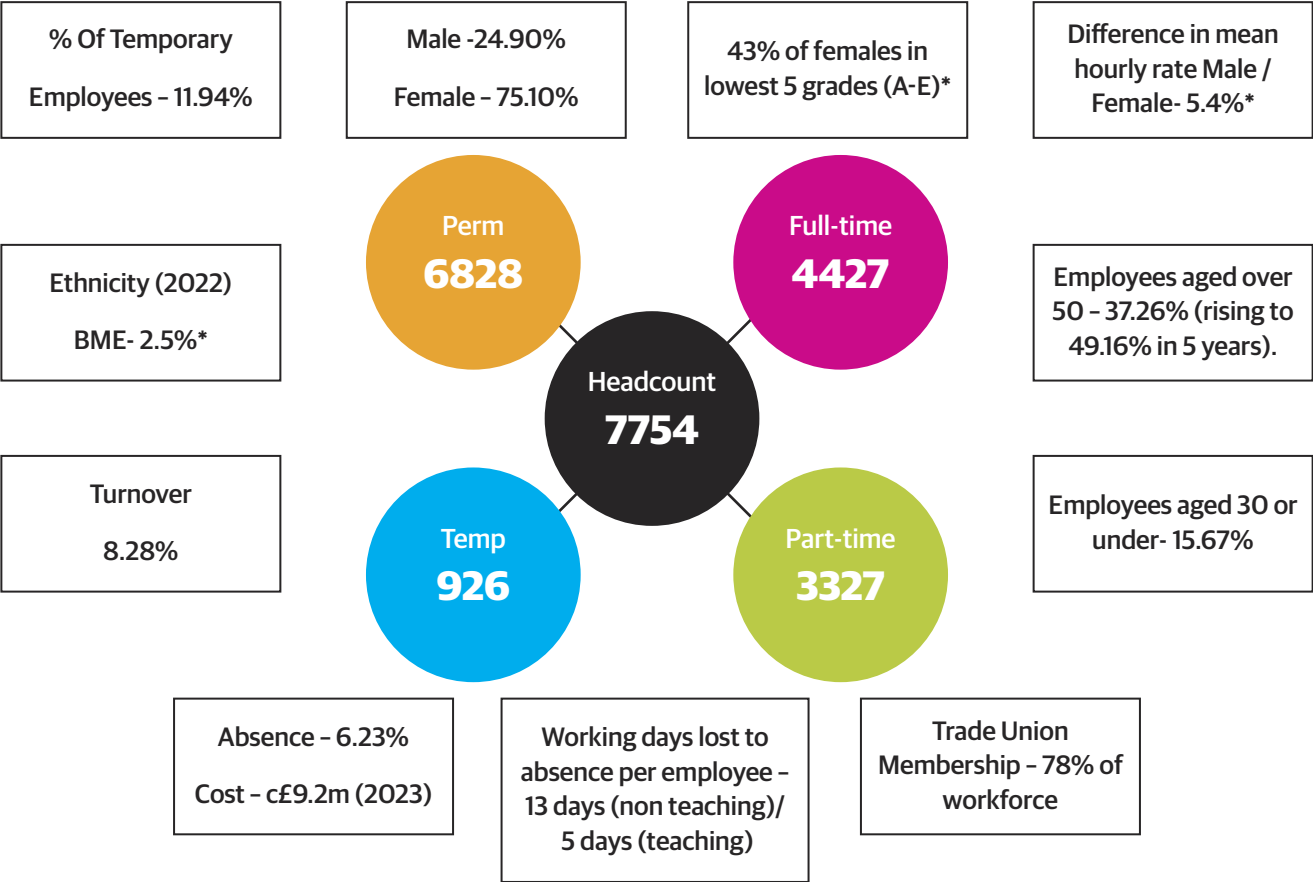 % Of Temporary
Employees – 11.94%
Male -24.90%
Female – 75.10%
43% of females in
lowest 5 grades (A-E)*
Difference in mean
hourly rate Male /
Female- 5.4%*
Perm
6828
Full-time
4427
Ethnicity (2022)
BME- 2.5%*
Headcount
7754
Employees aged over
50 – 37.26% (rising to
49.16% in 5 years).
Turnover
8.28%
Temp
926
Part-time
3327
Employees aged 30 or
under- 15.67%
Absence – 6.23%
Cost – c£9.2m (2023)
Working days lost to
absence per employee –
13 days (non teaching)/
5 days (teaching)
Trade Union
Membership – 78% of
workforce